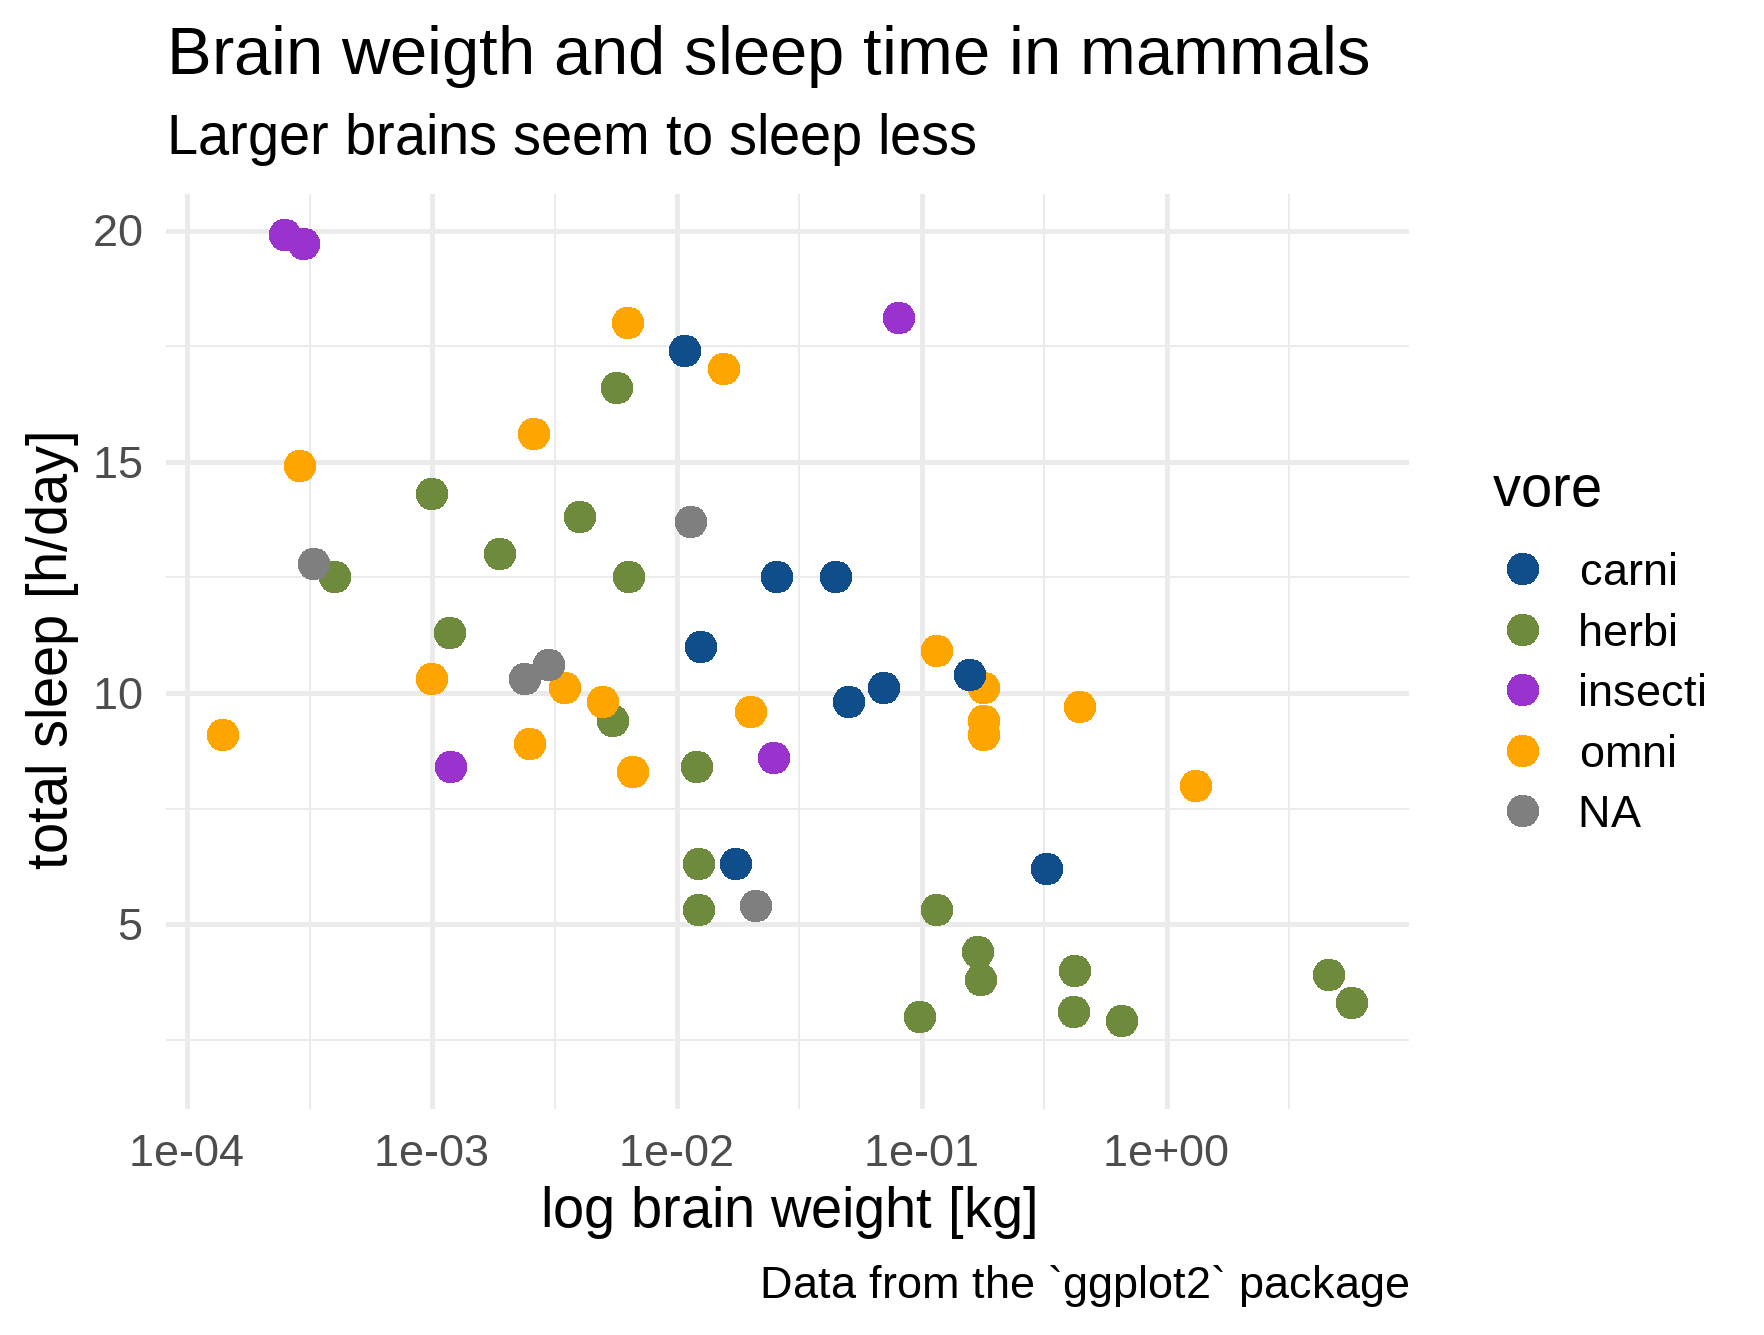 Brain weigth and sleep time in mammals
Larger brains seem to sleep less
total sleep [h/day]
20
15
10
5
1e-04 1e-03 1e-02 1e-01 1e+00
log brain weight [kg]
vore
carni
herbi
insecti
omni
NA
Data from the `ggplot2` package